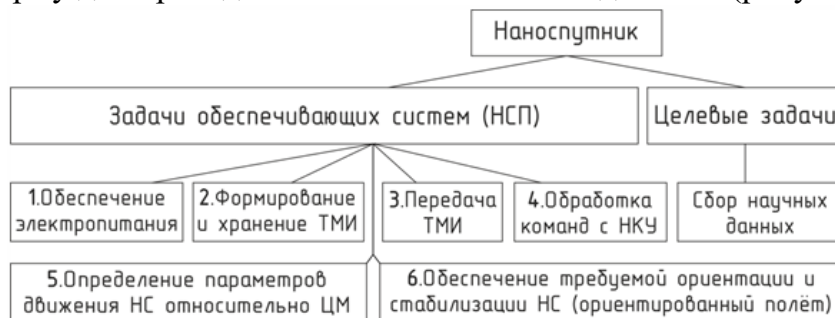 Наноспутник
Задачи обеспечивающих систем (НСП)
Целевые задачи
1.Обеспечение
электропитания
2.Формирование
и хранение ТМИ
3.Передача
ТМИ
4.Обработка
команд с НКУ
Сбор научных
данных
5.Определение параметров
движения НС относительно ЦМ
6.Обеспечение требуемой ориентации и
стабилизации НС (ориентированный полёт)